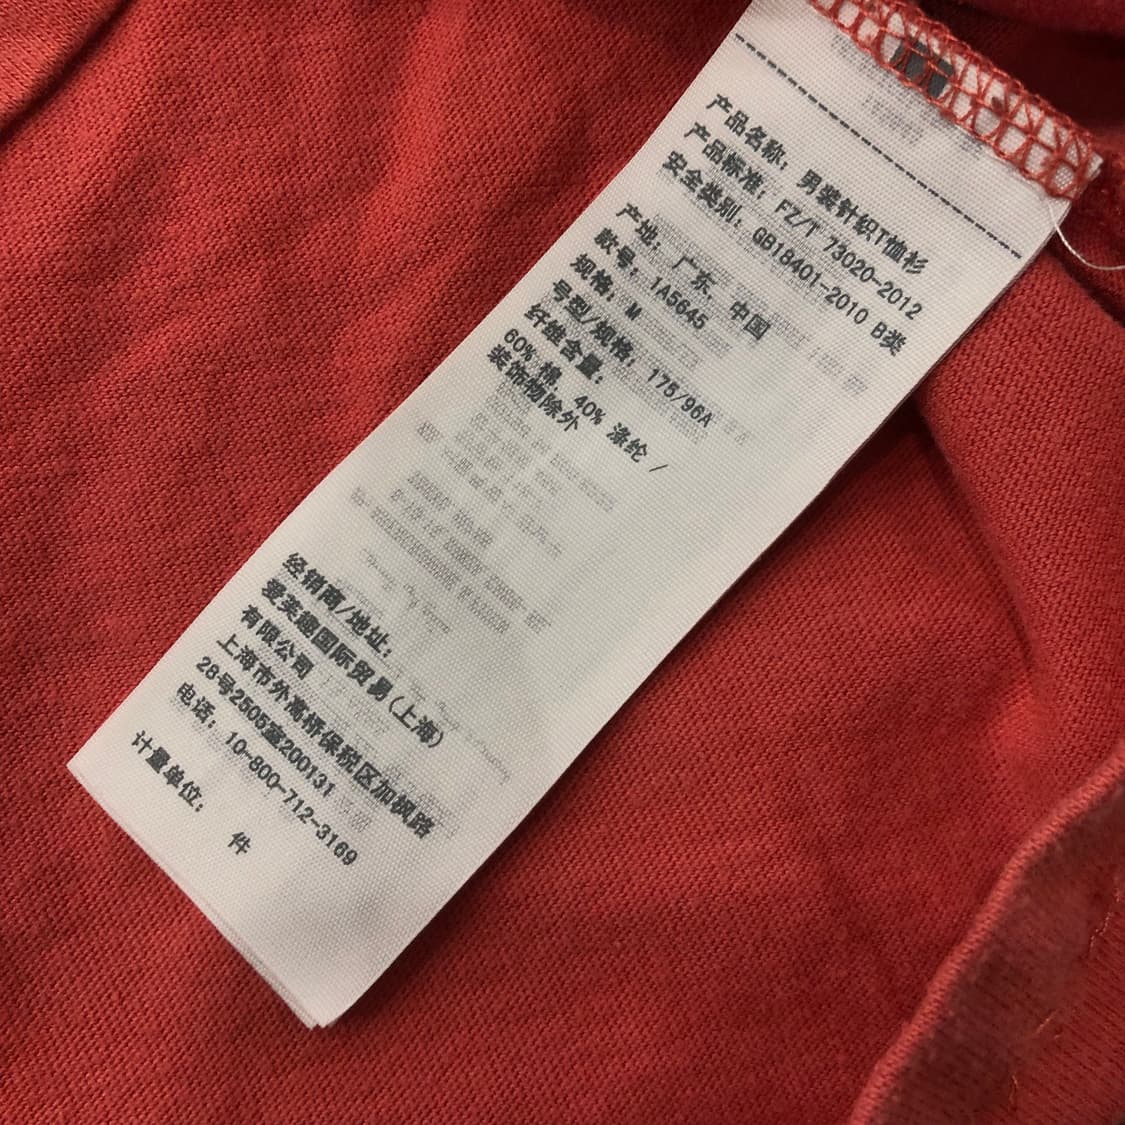 产品名称： 男装针织T恤衫
产品标准： FZ/T 73020-2012
安全类别： GB18401-2010 B类
产地： 广东、中国
款号： 1A5645
规格： M
号型/规格： 175/96A
纤维含量：
60% 棉， 40% 涤纶 /
装饰物除外
经销商/地址：
爱英德国际贸易(上海)
有限公司
上海市外高桥保税区加枫路
28号2505室200131
电话： 10-800-712-3169
计量单位： 件